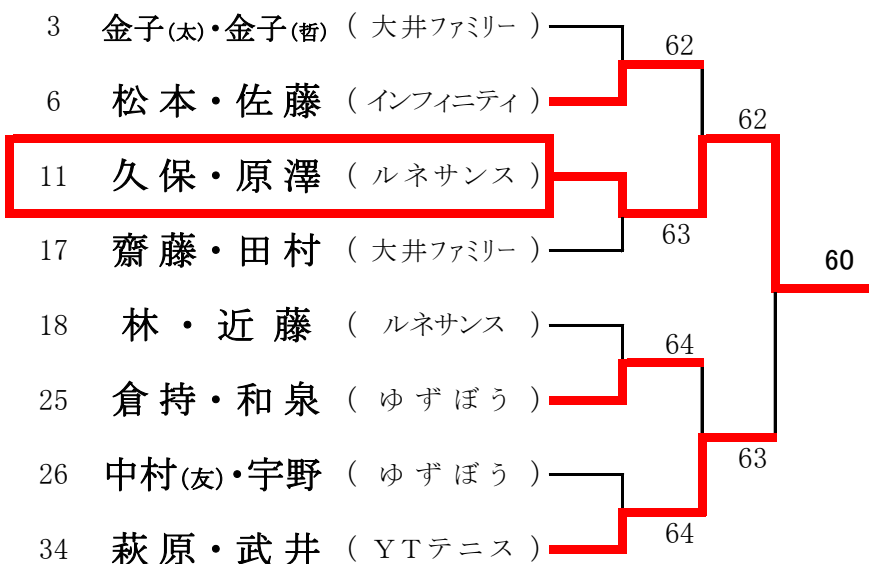 3 金子(太)・金子(哲) ( 大井ファミリー )
62
6 松本・佐藤 ( インフィニティ )
62
11 久保・原澤 ( ルネサンス )
63
17 齋藤・田村 ( 大井ファミリー )
60
18 林・近藤 ( ルネサンス )
64
25 倉持・和泉 ( ゆずぼう )
63
26 中村(友)・宇野 ( ゆずぼう )
64
34 萩原・武井 ( YTテニス )